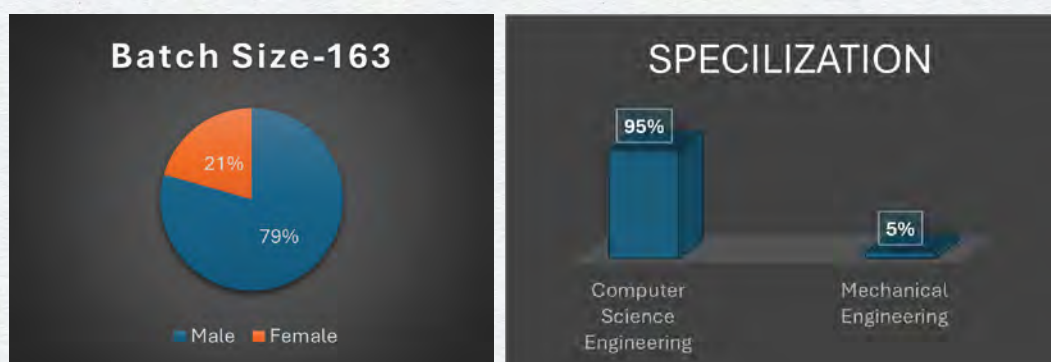 Batch Size-163
21%
79%
Male Female
SPECILIZATION
95%
5%
Computer
Science
Engineering
Mechanical
Engineering